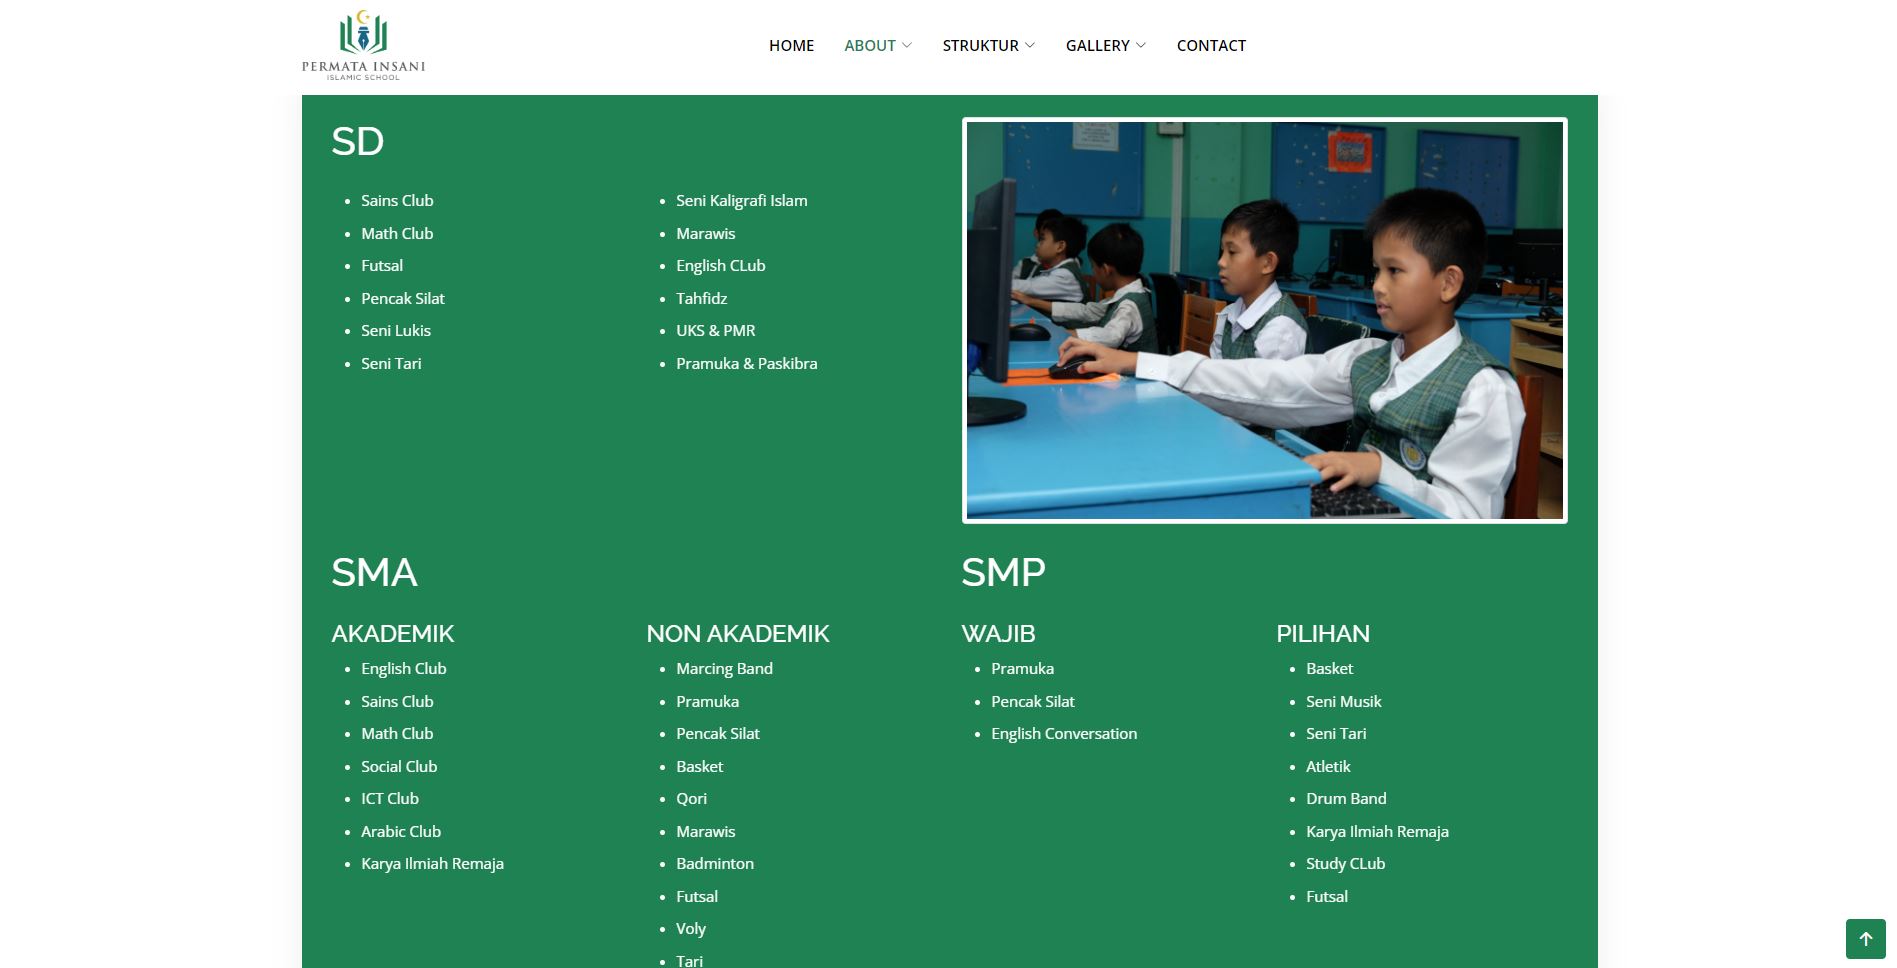 PERMATA INSANI
ISLAMIC SCHOOL
HOME
ABOUT
STRUKTUR
GALLERY
CONTACT
SD
Sains Club
Math Club
Futsal
Pencak Silat
Seni Lukis
Seni Tari
Seni Kaligrafi Islam
Marawis
English CLub
Tahfidz
UKS & PMR
Pramuka & Paskibra
SMA
AKADEMIK
English Club
Sains Club
Math Club
Social Club
ICT Club
Arabic Club
Karya Ilmiah Remaja
NON AKADEMIK
Marcing Band
Pramuka
Pencak Silat
Basket
Qori
Marawis
Badminton
Futsal
Voly
Tari
SMP
WAJIB
Pramuka
Pencak Silat
English Conversation
PILIHAN
Basket
Seni Musik
Seni Tari
Atletik
Drum Band
Karya Ilmiah Remaja
Study CLub
Futsal